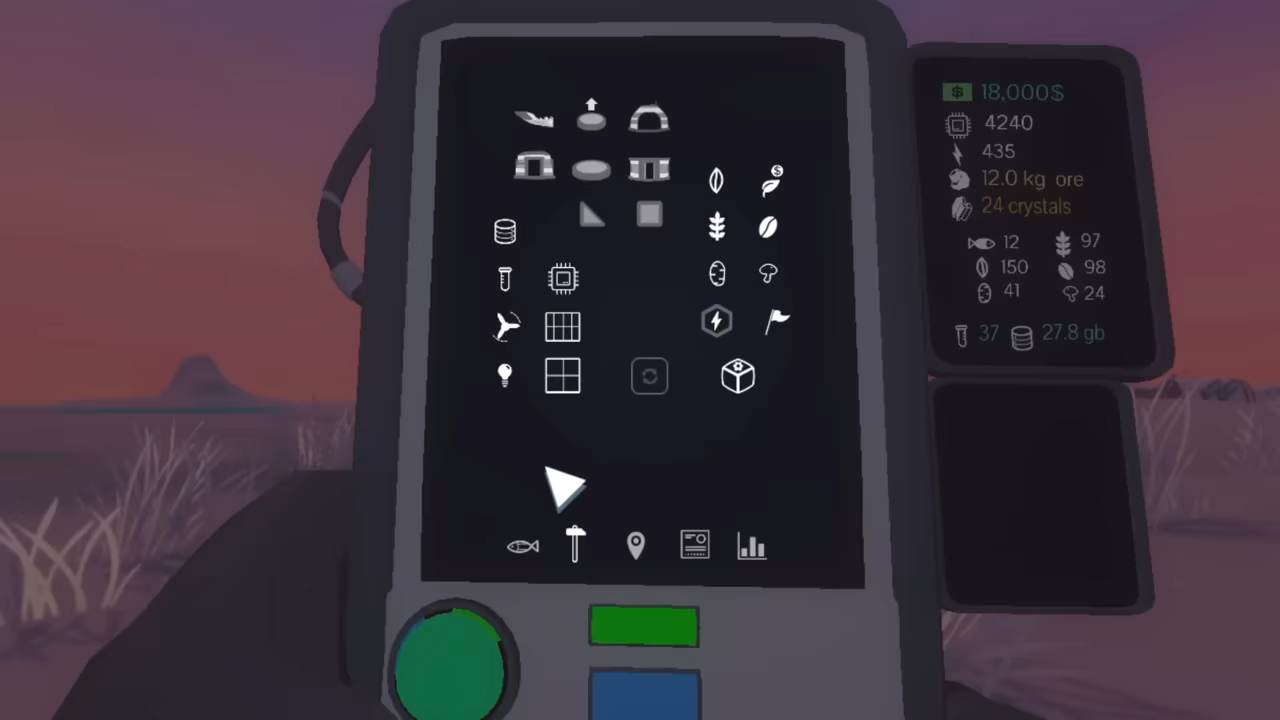 $ 18,000$
4240
435
12.0 kg ore
24 crystals
12 97
150 98
41 24
37 27.8 gb
$